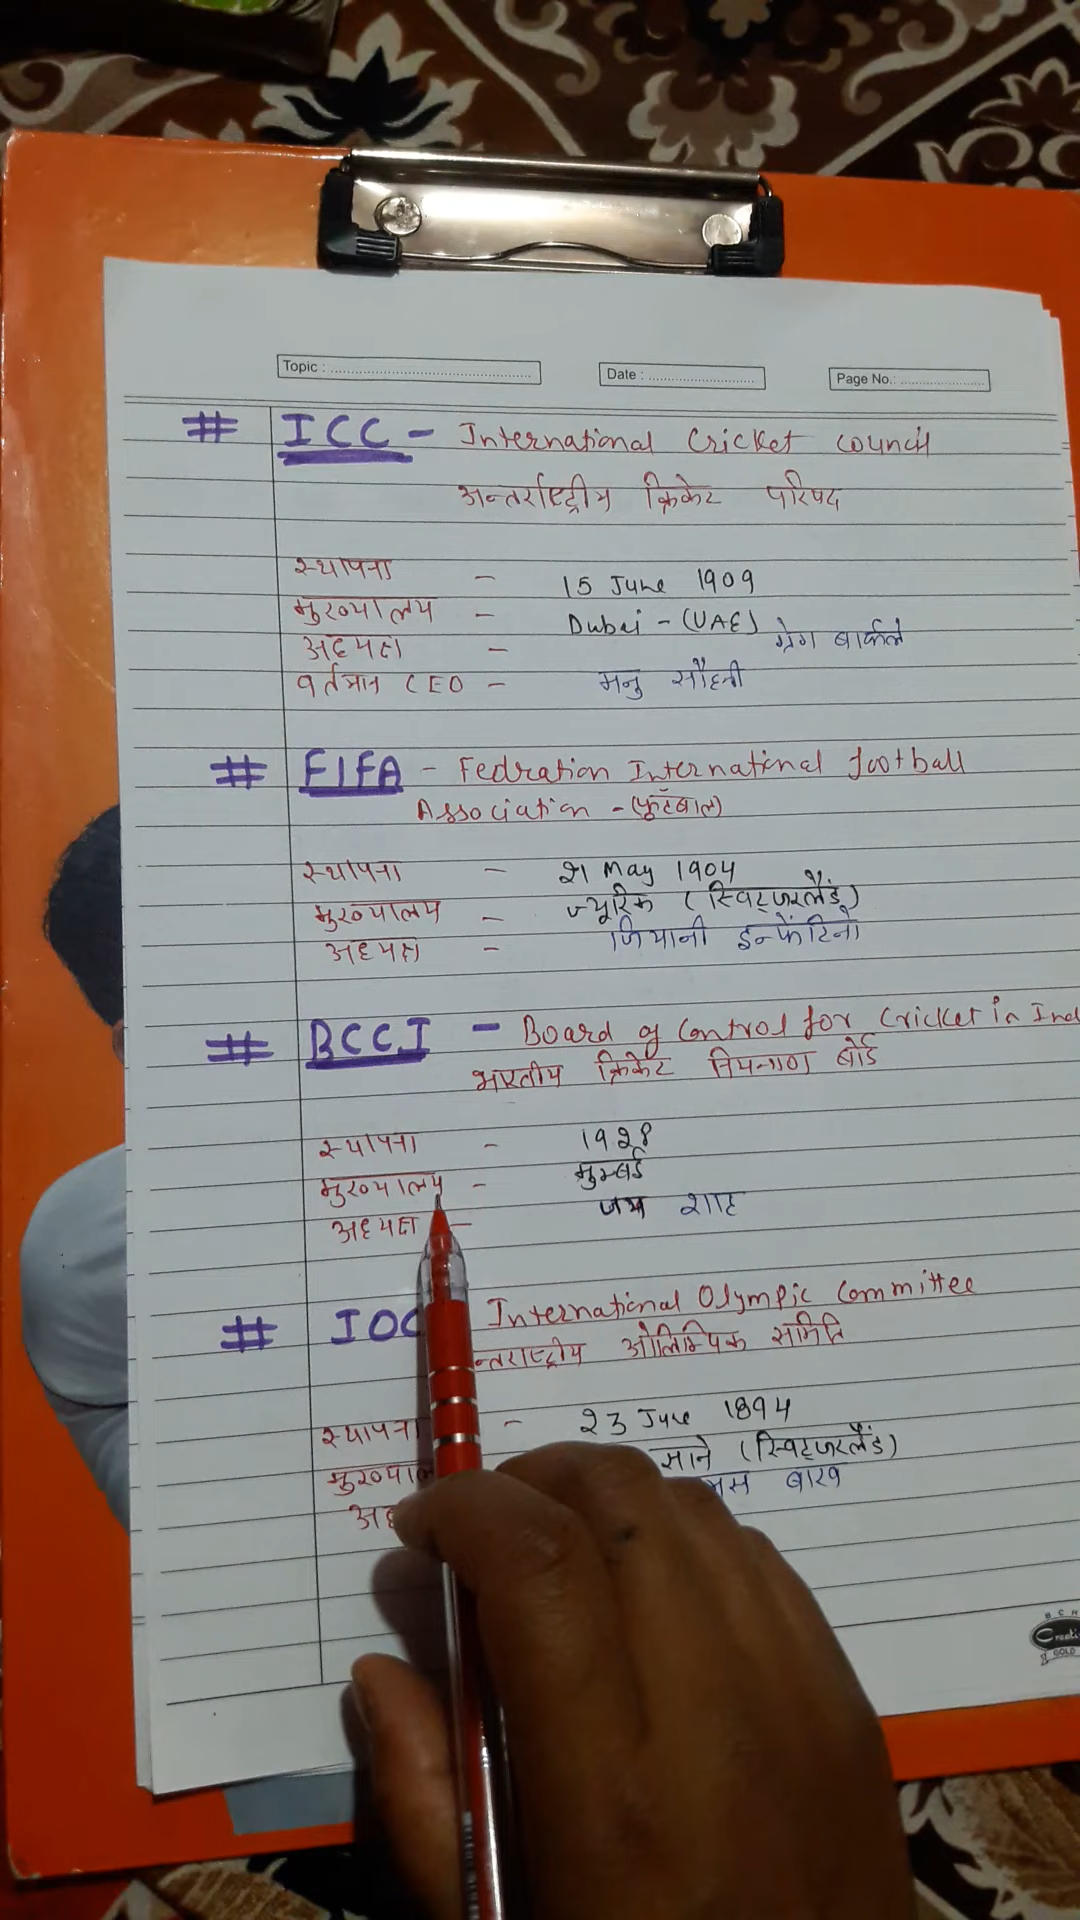 Topic : Date : Page No.:
# ICC - International Cricket Council
अन्तर्राष्ट्रीय क्रिकेट परिषद
स्थापना - 15 June 1909
मुख्यालय - Dubai - (UAE)
अध्यक्ष - ग्रेग बार्कले
वर्तमान CEO - मनु सौहनी
# FIFA - Fedration International football
Association - (फुटॅबाल)
स्थापना - 21 May 1904
मुख्यालय - ज्यूरिक (स्विट्जरलैंड)
अध्यक्ष - जियानी इन्फेंटिनो
# BCCI - Board of Control for Cricket in Ind
भारतीय क्रिकेट नियन्त्रण बोर्ड
स्थापना - 1928
मुख्यालय - मुम्बई
अध्यक्ष - जय शाह
# IOC International Olympic Committee
न्तराष्ट्रीय ओलिम्पिक समिति
स्थापना - 23 June 1894
मुख्याल साने (स्विट्जरलैंड)
अध मस बाख
GOLD